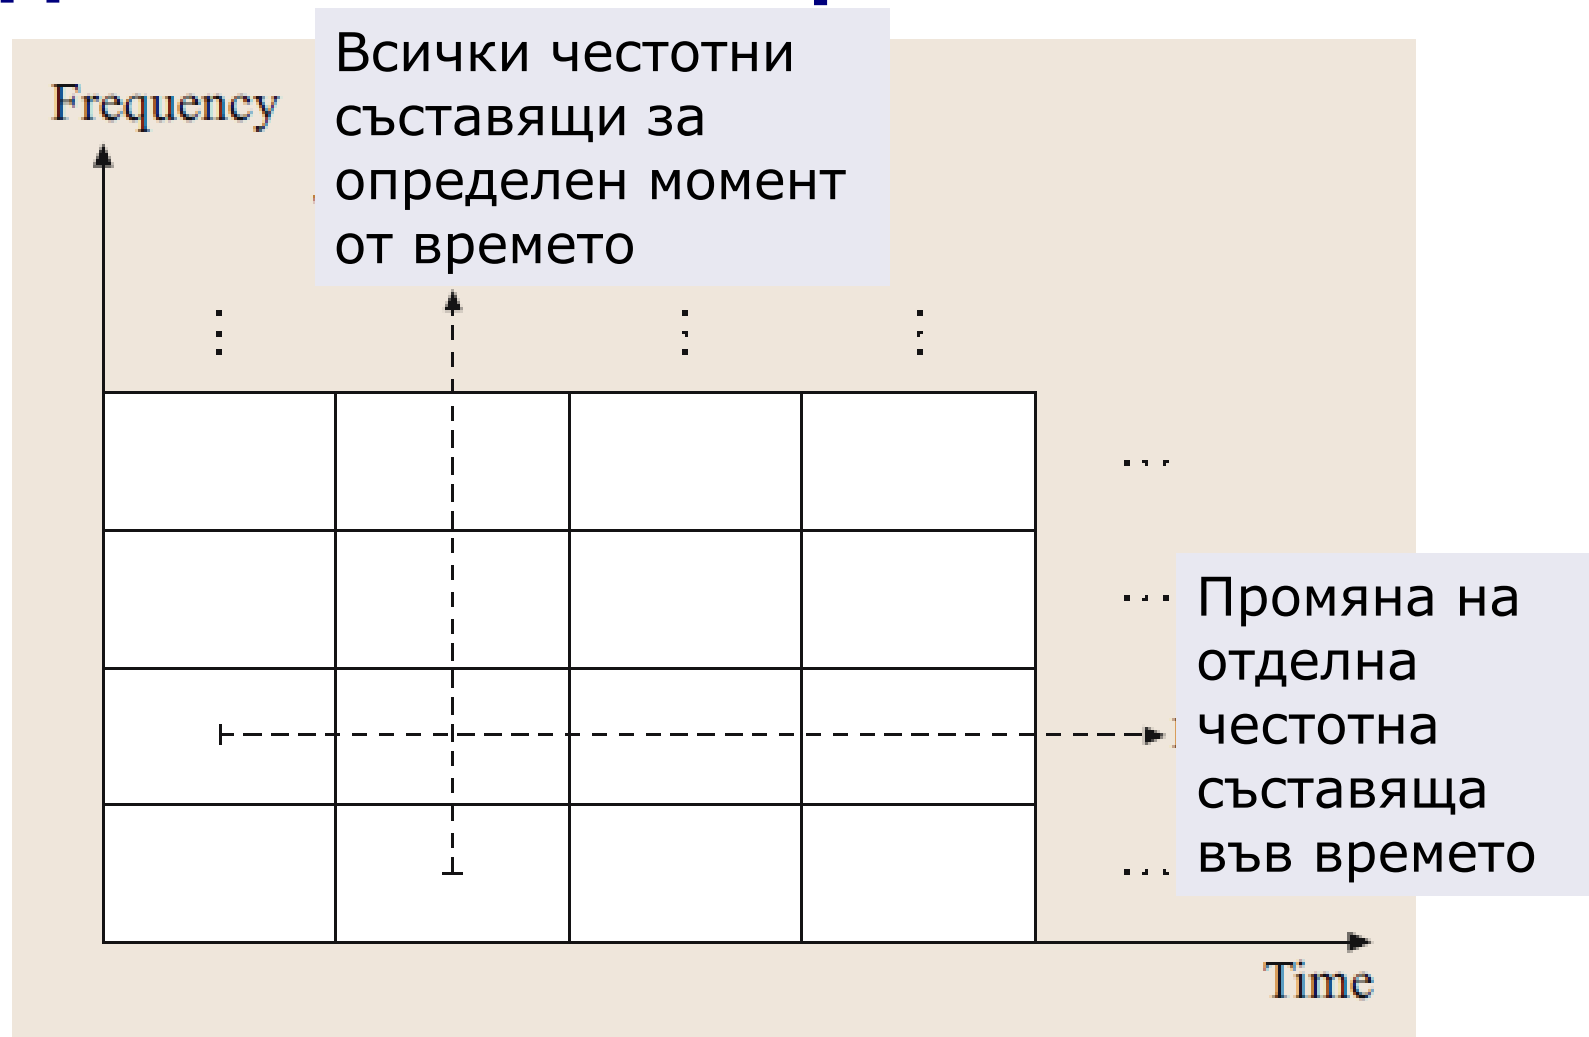 Frequency
Всички честотни
съставящи за
определен момент
от времето
Промяна на
отделна
честотна
съставяща
във времето
Time